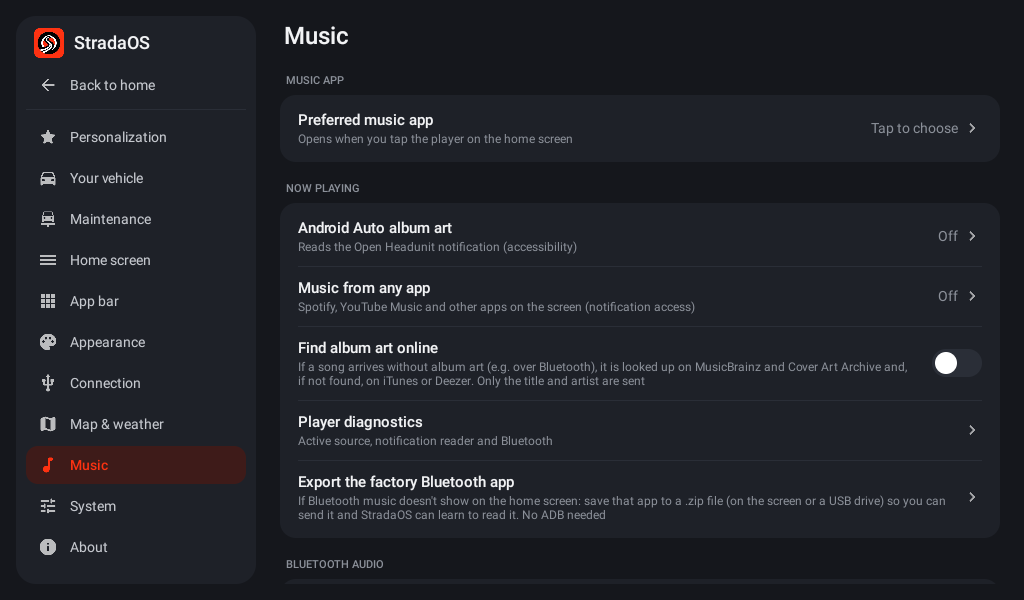 StradaOS
Back to home
Personalization
Your vehicle
Maintenance
Home screen
App bar
Appearance
Connection
Map & weather
Music
System
About
Music
MUSIC APP
Preferred music app
Opens when you tap the player on the home screen
Tap to choose
NOW PLAYING
Android Auto album art
Reads the Open Headunit notification (accessibility)
Off
Music from any app
Spotify, YouTube Music and other apps on the screen (notification access)
Off
Find album art online
If a song arrives without album art (e.g. over Bluetooth), it is looked up on MusicBrainz and Cover Art Archive and,
if not found, on iTunes or Deezer. Only the title and artist are sent
Player diagnostics
Active source, notification reader and Bluetooth
Export the factory Bluetooth app
If Bluetooth music doesn't show on the home screen: save that app to a .zip file (on the screen or a USB drive) so you can
send it and StradaOS can learn to read it. No ADB needed
BLUETOOTH AUDIO